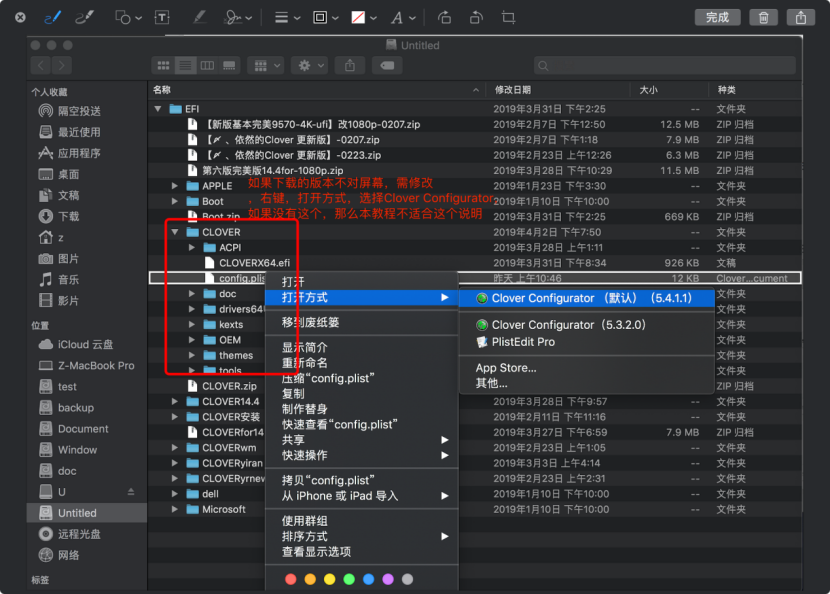 完成
Untitled
个人收藏
隔空投送
最近使用
应用程序
桌面
文稿
下载
z
图片
音乐
影片
位置
iCloud 云盘
Z-MacBook Pro
test
backup
Document
Window
doc
U
Untitled
远程光盘
网络
标签
名称 修改日期 大小 种类
EFI 2019年3月31日 下午2:25 -- 文件夹
【新版基本完美9570-4K-ufi】改1080p-0207.zip 2019年2月7日 下午12:50 12.5 MB ZIP 归档
、依然的Clover 更新版】-0207.zip 2019年2月7日 下午1:18 7.9 MB ZIP 归档
、依然的Clover 更新版】-0223.zip 2019年2月23日 上午12:26 6.3 MB ZIP 归档
第六版完美版14.4for-1080p.zip 2019年3月28日 下午10:29 11.5 MB ZIP 归档
APPLE 2019年1月23日 下午3:30 -- 文件夹
如果下载的版本不对屏幕，需修改
Boot 2019年1月10日 下午10:00 -- 文件夹
，右键，打开方式，选择Clover Configurator
Boot.zip 2019年3月31日 下午2:25 669 KB ZIP 归档
如果没有这个，那么本教程不适合这个说明
CLOVER 2019年4月2日 下午7:50 -- 文件夹
ACPI 2019年3月28日 上午1:11 -- 文件夹
CLOVERX64.efi 2019年3月31日 下午8:34 926 KB 文稿
config.plis 昨天 上午10:46 12 KB Clover...cument
doc 文件夹
drivers64 文件夹
kexts 文件夹
OEM 文件夹
themes 文件夹
tools 文件夹
CLOVER.zip ZIP 归档
CLOVER14.4 2019年3月28日 下午9:57 -- 文件夹
CLOVER安装 2019年2月11日 下午11:16 -- 文件夹
CLOVERfor14 2019年3月27日 下午6:59 7.9 MB ZIP 归档
CLOVERwm 2019年2月23日 上午1:05 -- 文件夹
CLOVERyiran 2019年3月3日 上午4:14 -- 文件夹
CLOVERyrnew 2019年2月23日 上午2:31 -- 文件夹
dell 2019年1月10日 下午10:00 -- 文件夹
Microsoft 2019年1月10日 下午10:00 -- 文件夹
打开
打开方式
移到废纸篓
显示简介
重新命名
压缩“config.plist”
复制
制作替身
快速查看“config.plist”
共享
快速操作
拷贝“config.plist”
从 iPhone 或 iPad 导入
使用群组
排序方式
查看显示选项
Clover Configurator （默认）（5.4.1.1）
Clover Configurator（5.3.2.0）
PlistEdit Pro
App Store...
其他...